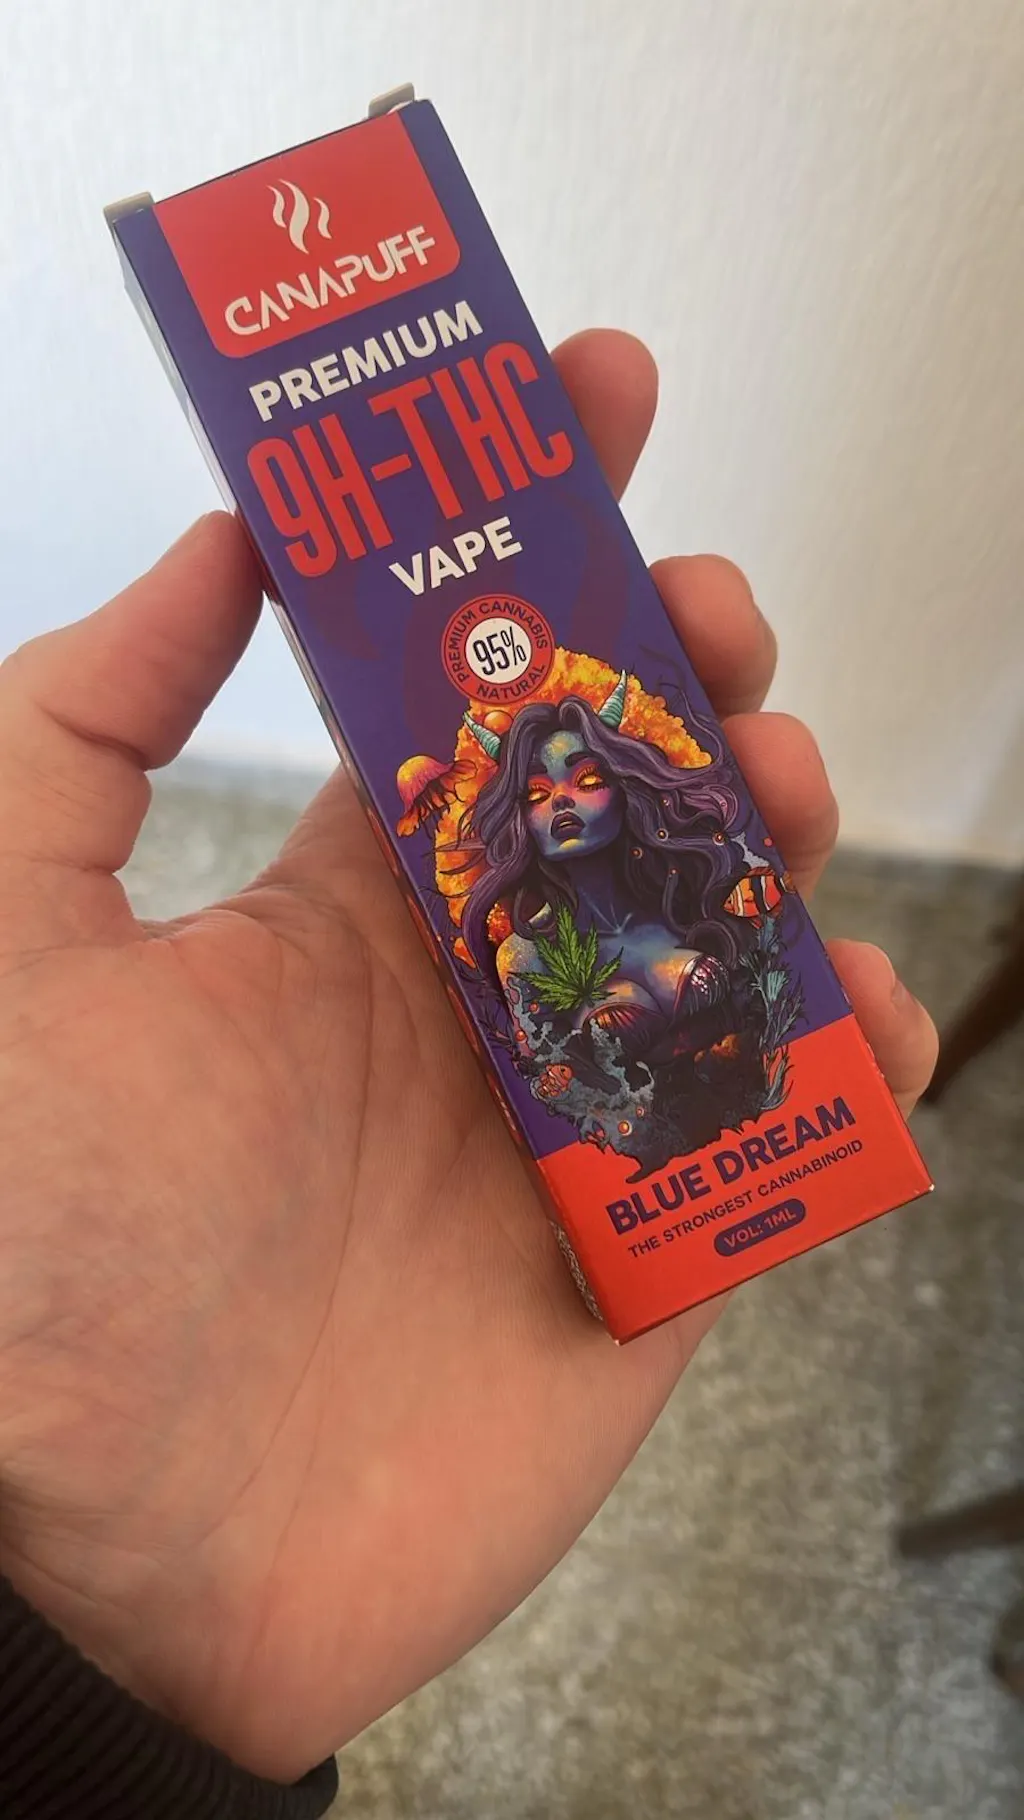 CANAPUFF
PREMIUM
9H-THC
VAPE
PREMIUM CANNABIS
95%
NATURAL
BLUE DREAM
THE STRONGEST CANNABINOID
VOL: 1ML